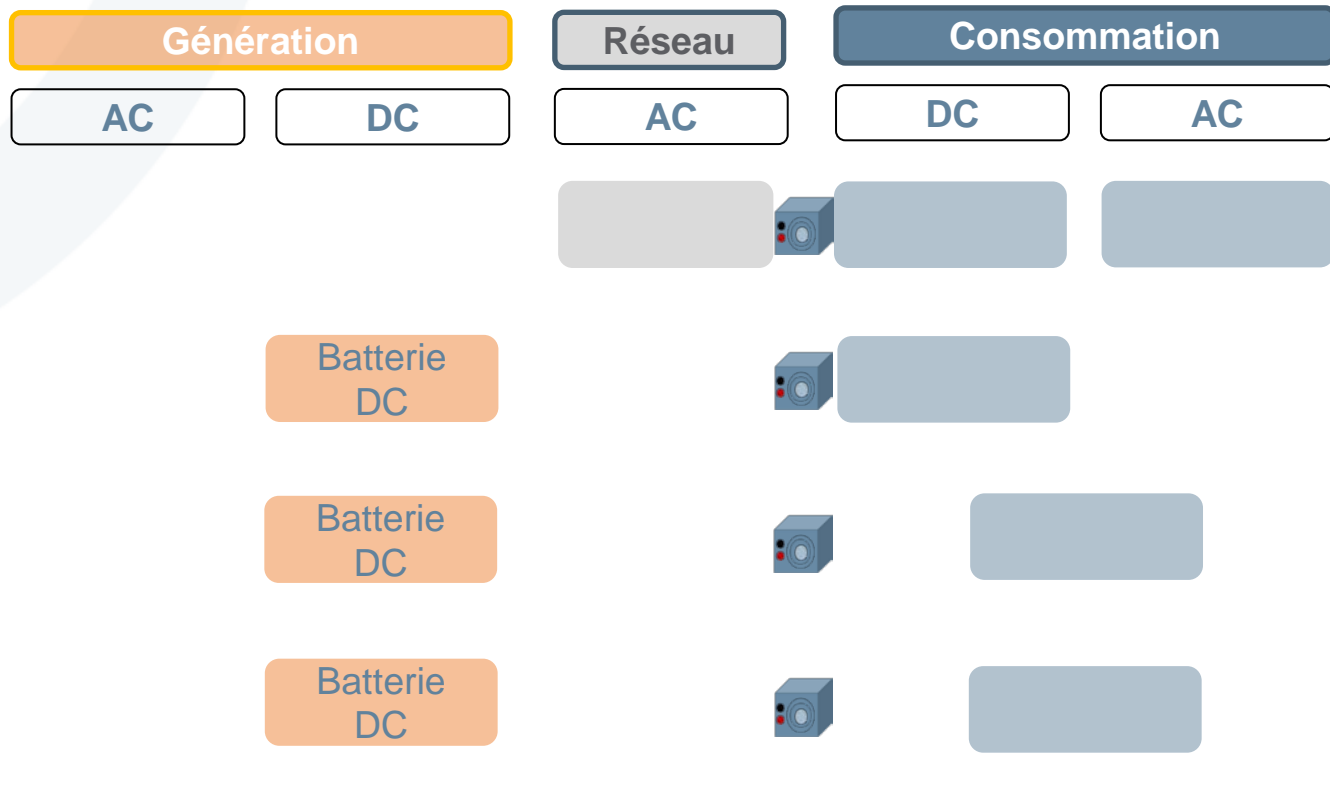 Génération
Réseau
Consommation
AC
DC
AC
DC
AC
Batterie
DC
Batterie
DC
Batterie
DC